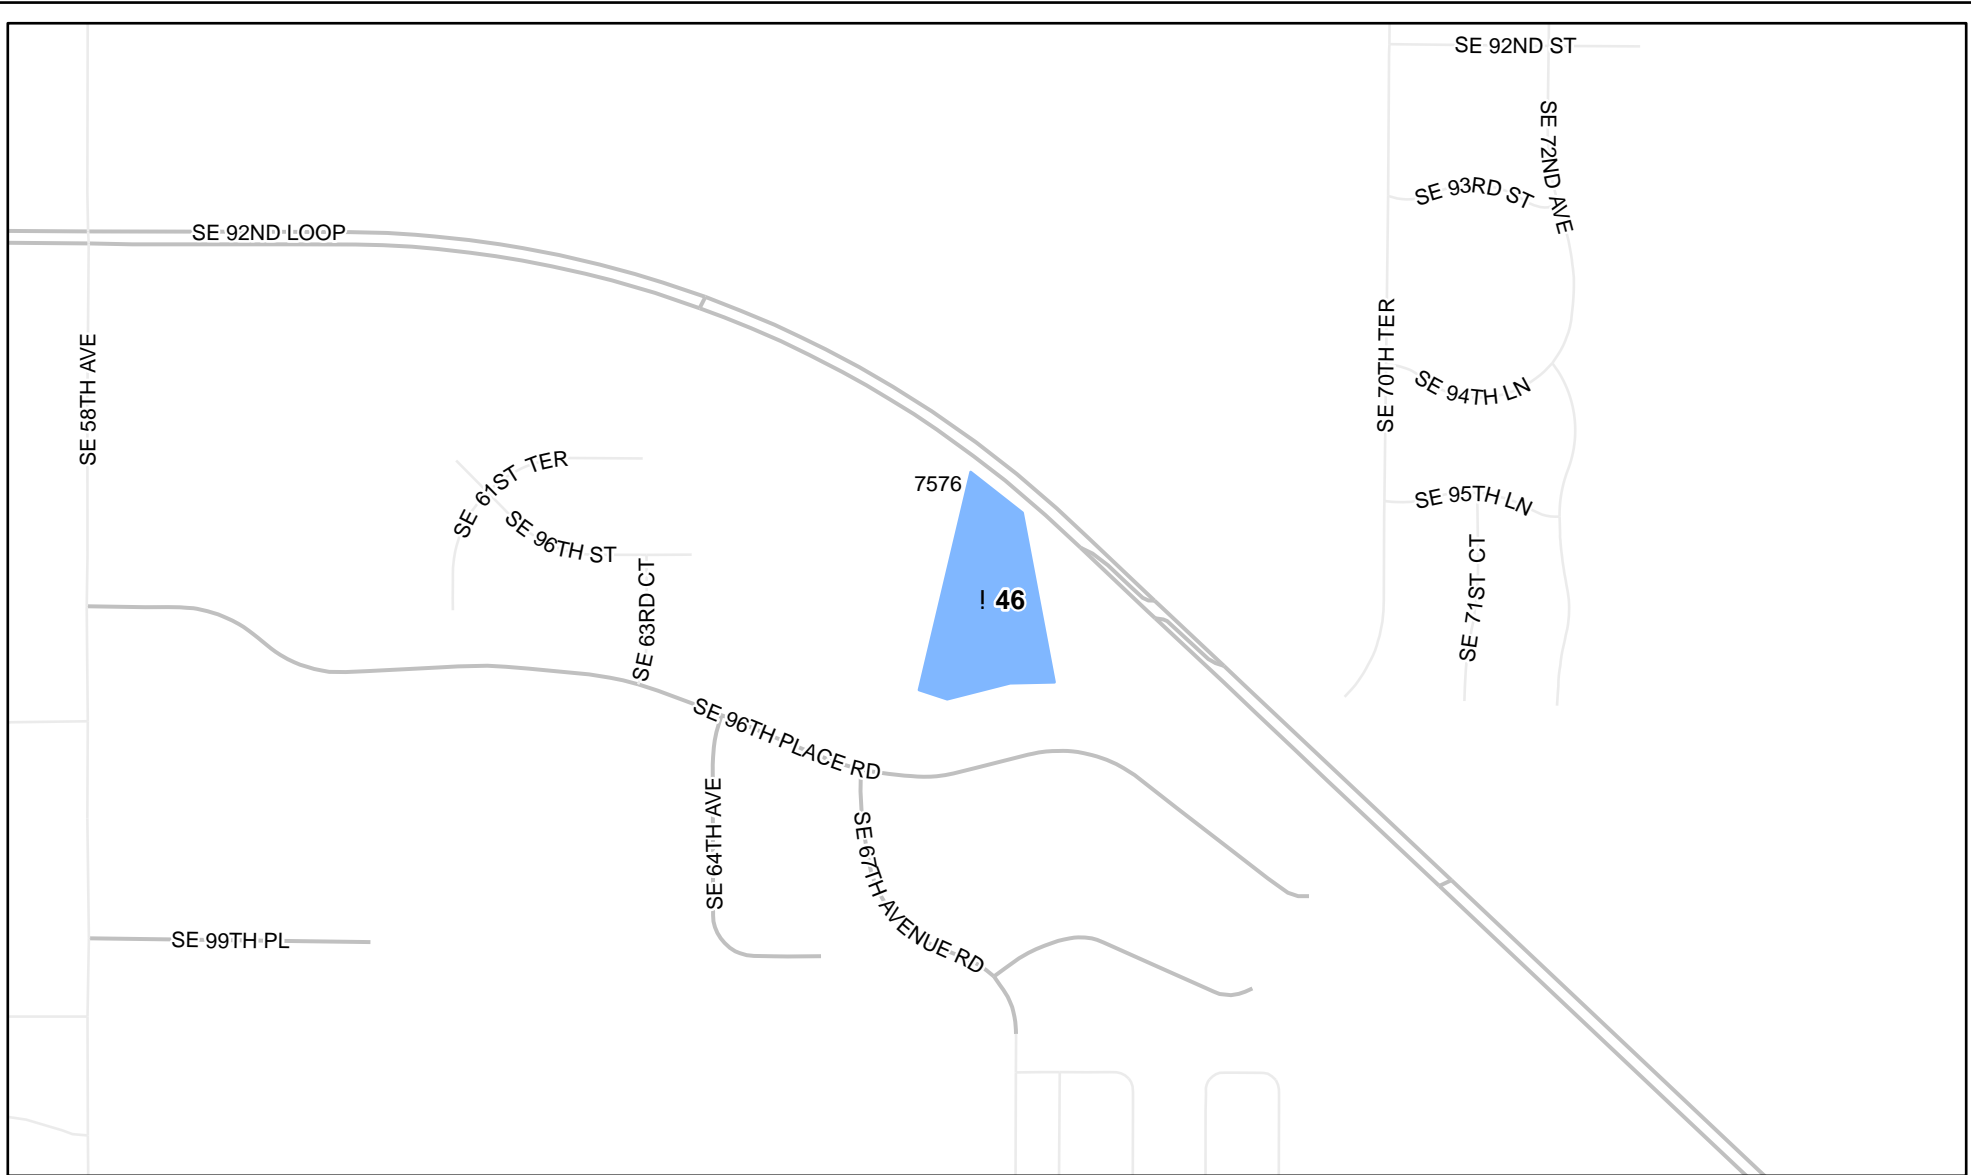 SE 92ND ST
SE 72ND AVE
SE 93RD ST
SE 92ND LOOP
SE 70TH TER
SE 58TH AVE
SE 94TH LN
SE 61ST TER
7576
SE 95TH LN
SE 96TH ST
SE 71ST CT
SE 63RD CT
! 46
SE 96TH PLACE RD
SE 64TH AVE
SE 67TH AVENUE RD
SE 99TH PL